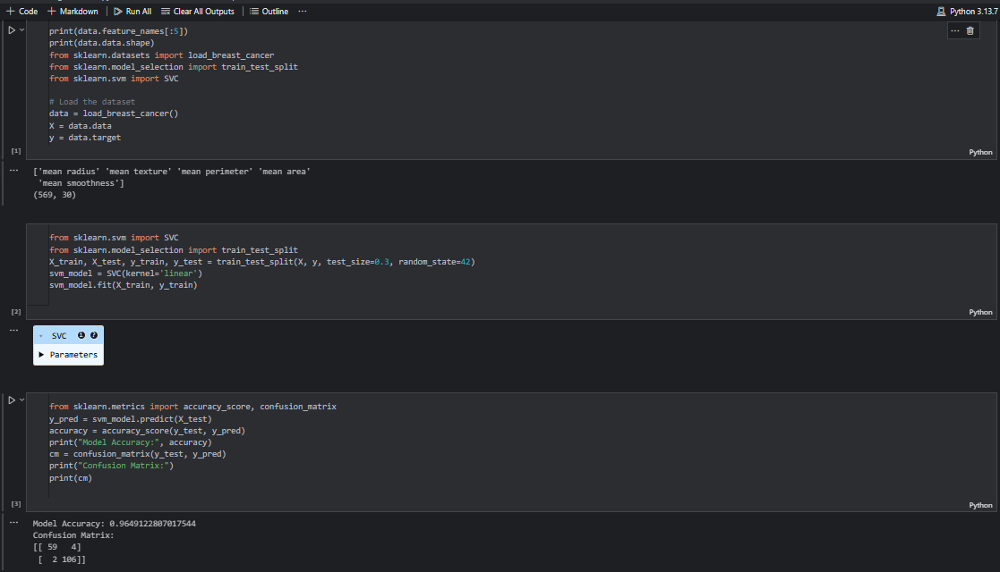 Code Markdown Run All Clear All Outputs Outline ... Python 3.13.7
print(data.feature_names[:5])
print(data.data.shape)
from sklearn.datasets import load_breast_cancer
from sklearn.model_selection import train_test_split
from sklearn.svm import SVC
# Load the dataset
data = load_breast_cancer()
X = data.data
y = data.target
[1]
Python
['mean radius' 'mean texture' 'mean perimeter' 'mean area'
 'mean smoothness']
(569, 30)
from sklearn.svm import SVC
from sklearn.model_selection import train_test_split
X_train, X_test, y_train, y_test = train_test_split(X, y, test_size=0.3, random_state=42)
svm_model = SVC(kernel='linear')
svm_model.fit(X_train, y_train)
[2]
Python
SVC
Parameters
from sklearn.metrics import accuracy_score, confusion_matrix
y_pred = svm_model.predict(X_test)
accuracy = accuracy_score(y_test, y_pred)
print("Model Accuracy:", accuracy)
cm = confusion_matrix(y_test, y_pred)
print("Confusion Matrix:")
print(cm)
[3]
Python
Model Accuracy: 0.9649122807017544
Confusion Matrix:
[[ 59   4]
 [  2 106]]